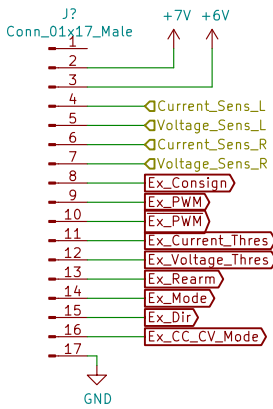 J?
Conn_01x17_Male
+7V
+6V
1
2
3
4 Current_Sens_L
5 Voltage_Sens_L
6 Current_Sens_R
7 Voltage_Sens_R
8 Ex_Consign
9 Ex_PWM
10 Ex_PWM
11 Ex_Current_Thres
12 Ex_Voltage_Thres
13 Ex_Rearm
14 Ex_Mode
15 Ex_Dir
16 Ex_CC_CV_Mode
17
GND